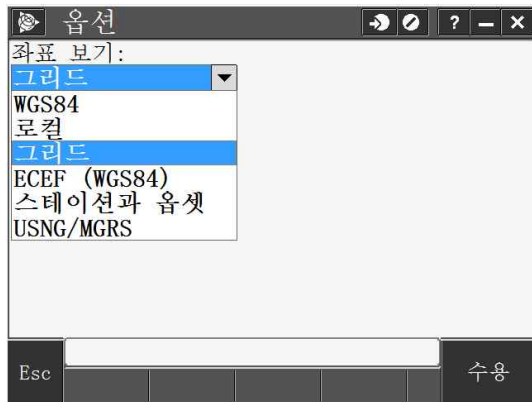 옵션
? — ×
좌표 보기:
그리드
WGS84
로컬
그리드
ECEF (WGS84)
스테이션과 옵셋
USNG/MGRS
Esc
수용